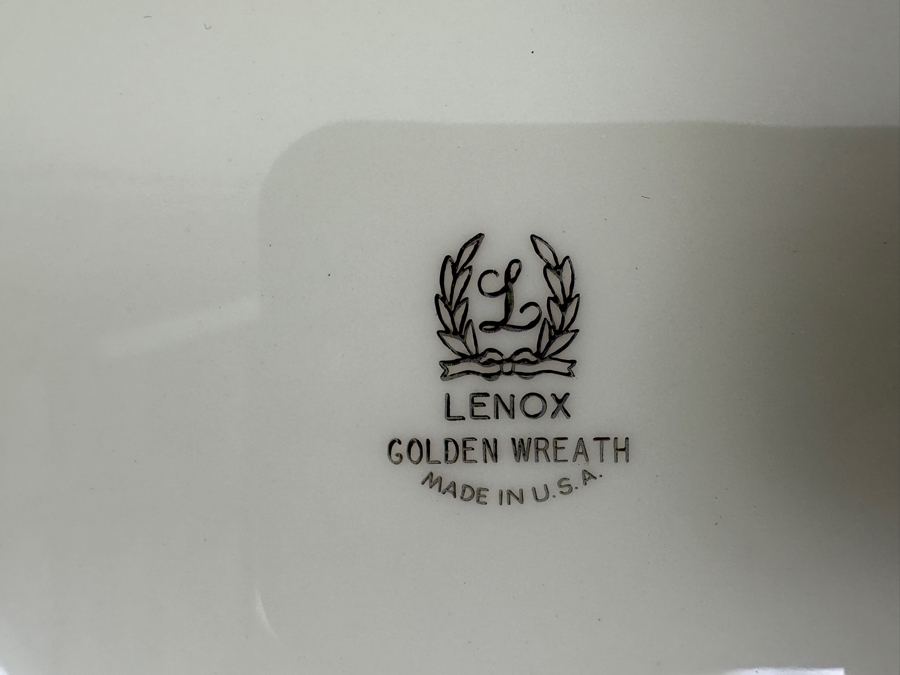 L
LENOX
GOLDEN WREATH
MADE IN U.S.A.